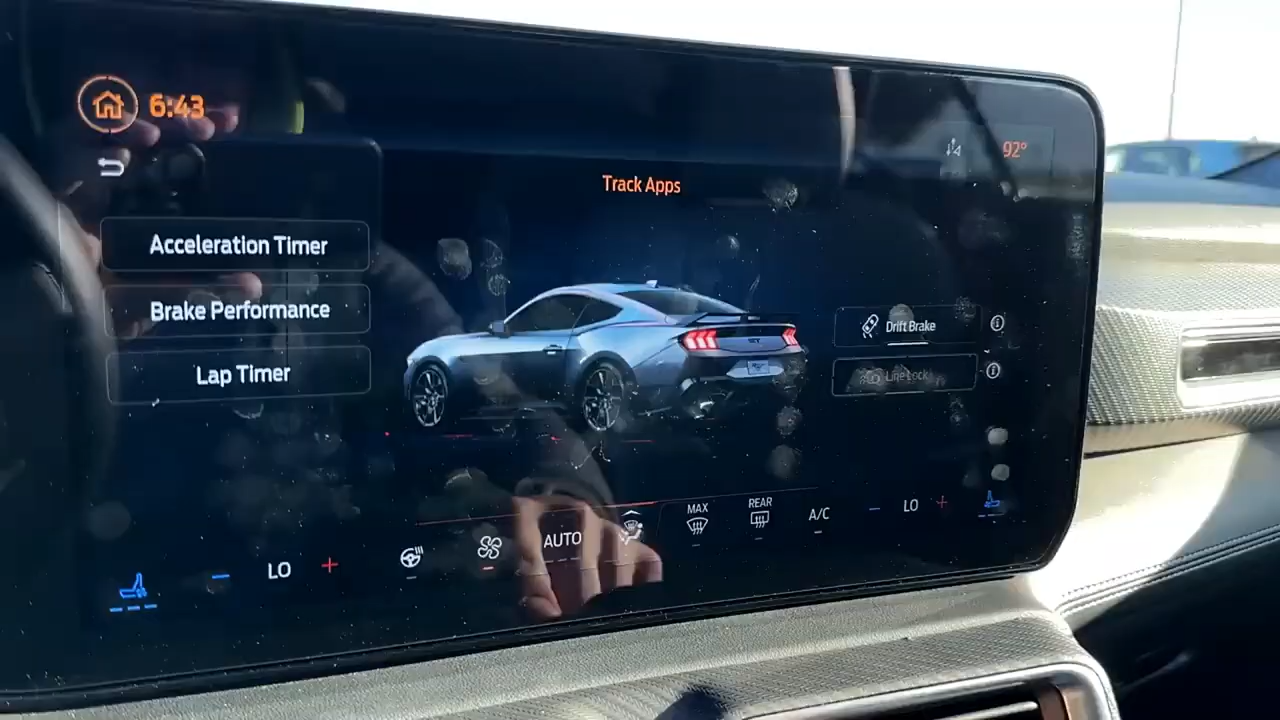 6:43
92°
Track Apps
Acceleration Timer
Brake Performance
Lap Timer
Drift Brake
Line Lock
GT
LO
AUTO
MAX
REAR
A/C
LO